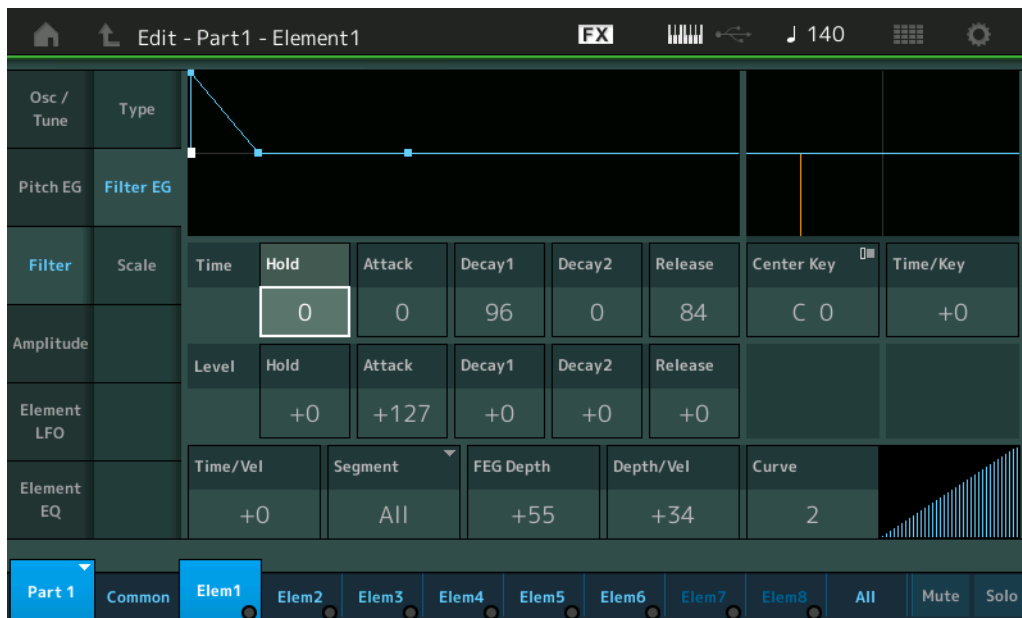 Edit - Part1 - Element1 FX 140
Osc /
Tune
Type
Pitch EG
Filter EG
Filter
Scale
Time Hold Attack Decay1 Decay2 Release Center Key Time/Key
0 0 96 0 84 C 0 +0
Amplitude
Level Hold Attack Decay1 Decay2 Release
+0 +127 +0 +0 +0
Element
LFO
Time/Vel Segment FEG Depth Depth/Vel Curve
+0 All +55 +34 2
Element
EQ
Part 1 Common Elem1 Elem2 Elem3 Elem4 Elem5 Elem6 Elem7 Elem8 All Mute Solo